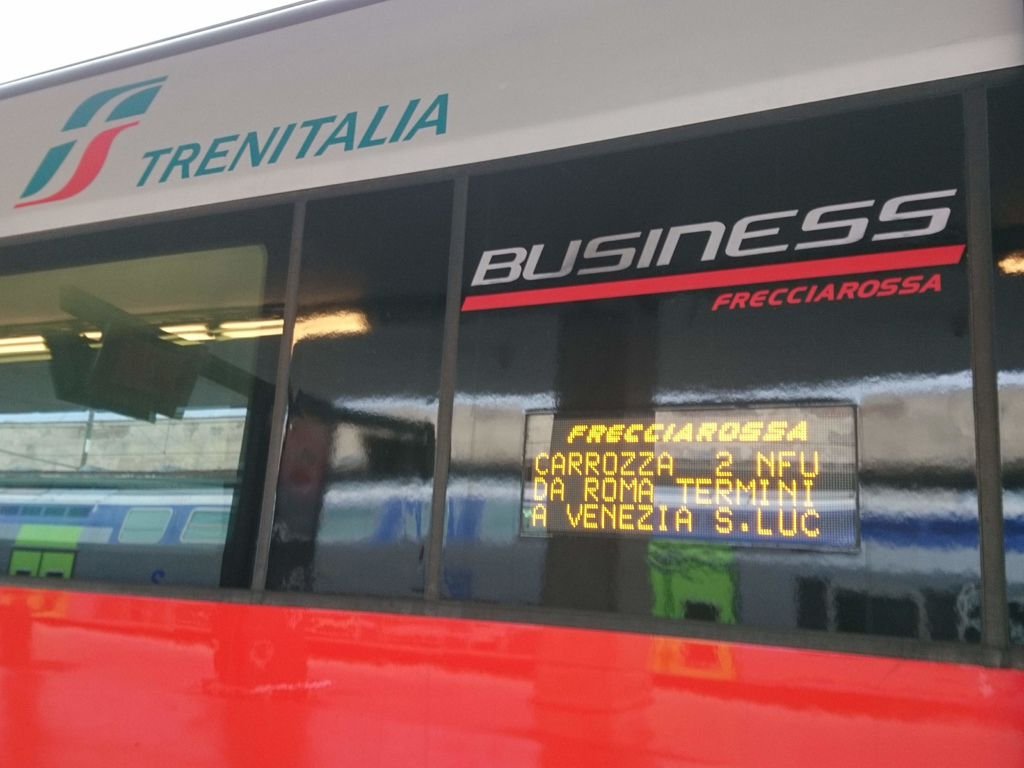 TRENITALIA
BUSINESS
FRECCIAROSSA
FRECCIAROSSA
CARROZZA 2 NFU
DA ROMA TERMINI
A VENEZIA S.LUC